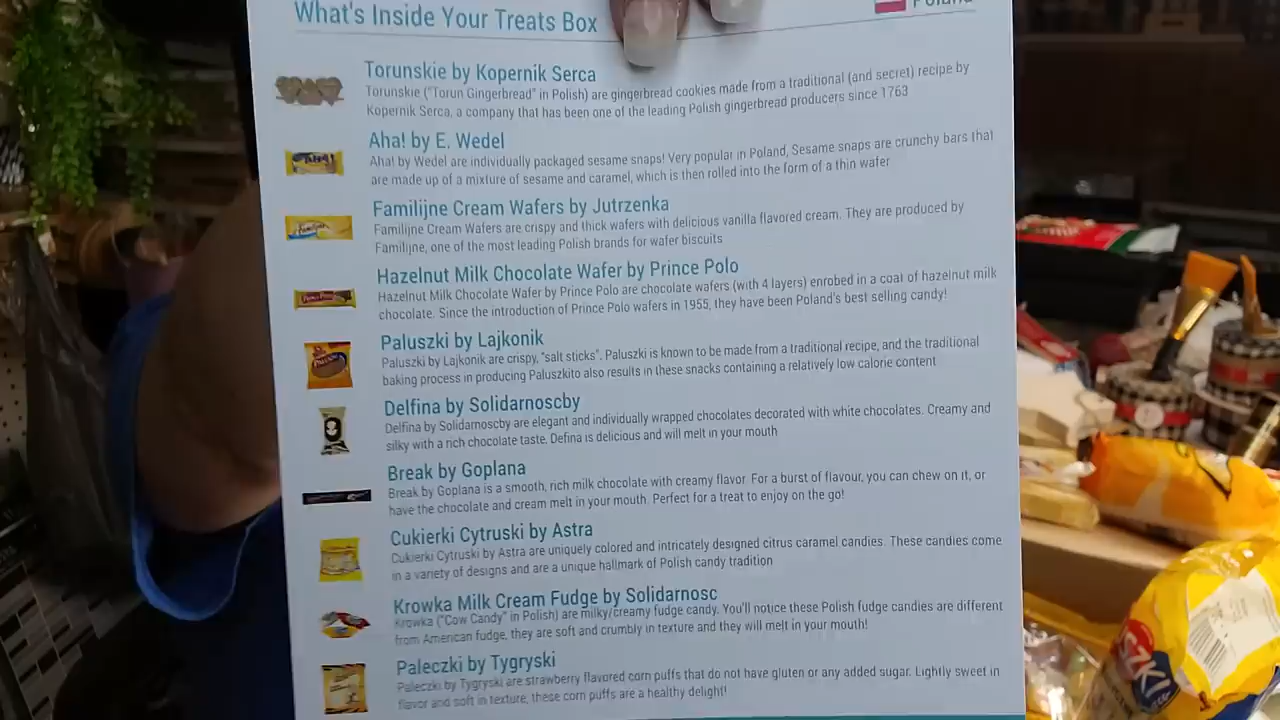 What's Inside Your Treats Box
Poland
Torunskie by Kopernik Serca
Torunskie ("Torun Gingerbread" in Polish) are gingerbread cookies made from a traditional (and secret) recipe by
Kopernik Serca, a company that has been one of the leading Polish gingerbread producers since 1763
Aha! by E. Wedel
Aha! by Wedel are individually packaged sesame snaps! Very popular in Poland, Sesame snaps are crunchy bars that
are made up of a mixture of sesame and caramel, which is then rolled into the form of a thin wafer
Familijne Cream Wafers by Jutrzenka
Familijne Cream Wafers are crispy and thick wafers with delicious vanilla flavored cream. They are produced by
Familijne, one of the most leading Polish brands for wafer biscuits
Hazelnut Milk Chocolate Wafer by Prince Polo
Hazelnut Milk Chocolate Wafer by Prince Polo are chocolate wafers (with 4 layers) enrobed in a coat of hazelnut milk
chocolate. Since the introduction of Prince Polo wafers in 1955, they have been Poland's best selling candy!
Paluszki by Lajkonik
Paluszki by Lajkonik are crispy, "salt sticks". Paluszki is known to be made from a traditional recipe, and the traditional
baking process in producing Paluszkito also results in these snacks containing a relatively low calorie content
Delfina by Solidarnoscby
Delfina by Solidarnoscby are elegant and individually wrapped chocolates decorated with white chocolates. Creamy and
silky with a rich chocolate taste. Defina is delicious and will melt in your mouth
Break by Goplana
Break by Goplana is a smooth, rich milk chocolate with creamy flavor. For a burst of flavour, you can chew on it, or
have the chocolate and cream melt in your mouth. Perfect for a treat to enjoy on the go!
Cukierki Cytruski by Astra
Cukierki Cytruski by Astra are uniquely colored and intricately designed citrus caramel candies. These candies come
in a variety of designs and are a unique hallmark of Polish candy tradition
Krowka Milk Cream Fudge by Solidarnosc
Krowka ("Cow Candy" in Polish) are milky/creamy fudge candy. You'll notice these Polish fudge candies are different
from American fudge, they are soft and crumbly in texture and they will melt in your mouth!
Paleczki by Tygryski
Paleczki by Tygryski are strawberry flavored corn puffs that do not have gluten or any added sugar. Lightly sweet in
flavor and soft in texture, these corn puffs are a healthy delight!